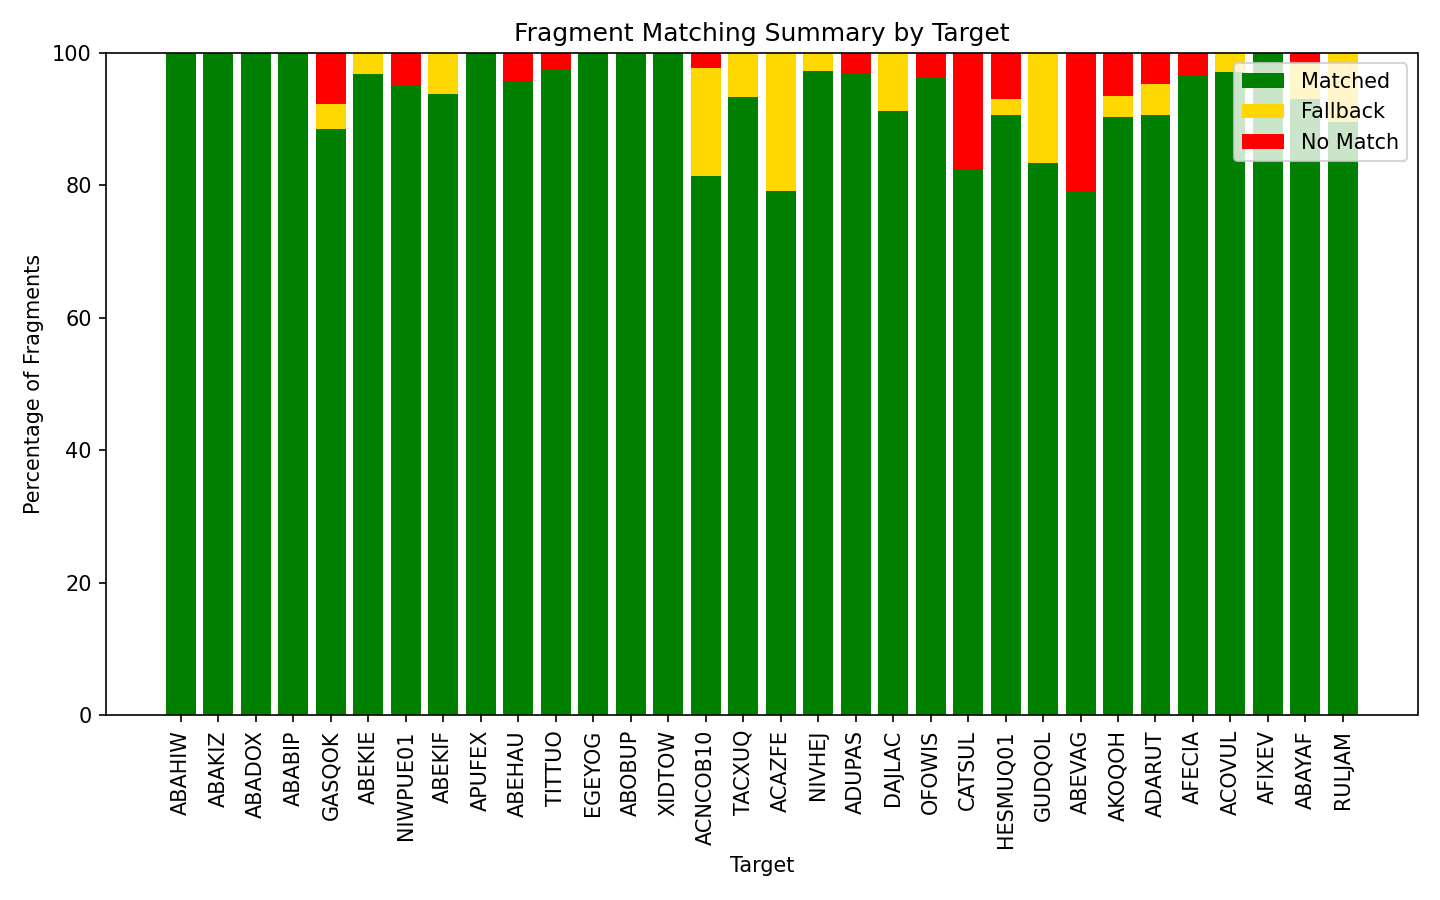 Fragment Matching Summary by Target
Percentage of Fragments
100
80
60
40
20
0
Matched
Fallback
No Match
ABAHIW
ABAKIZ
ABADOX
ABABIP
GASQOK
ABEKIE
NIWPUE01
ABEKIF
APUFEX
ABEHAU
TITTUO
EGEYOG
ABOBUP
XIDTOW
ACNCOB10
TACXUQ
ACAZFE
NIVHEJ
ADUPAS
DAJLAC
OFOWIS
CATSUL
HESMUQ01
GUDQOL
ABEVAG
AKOQOH
ADARUT
AFECIA
ACOVUL
AFIXEV
ABAYAF
RULJAM
Target